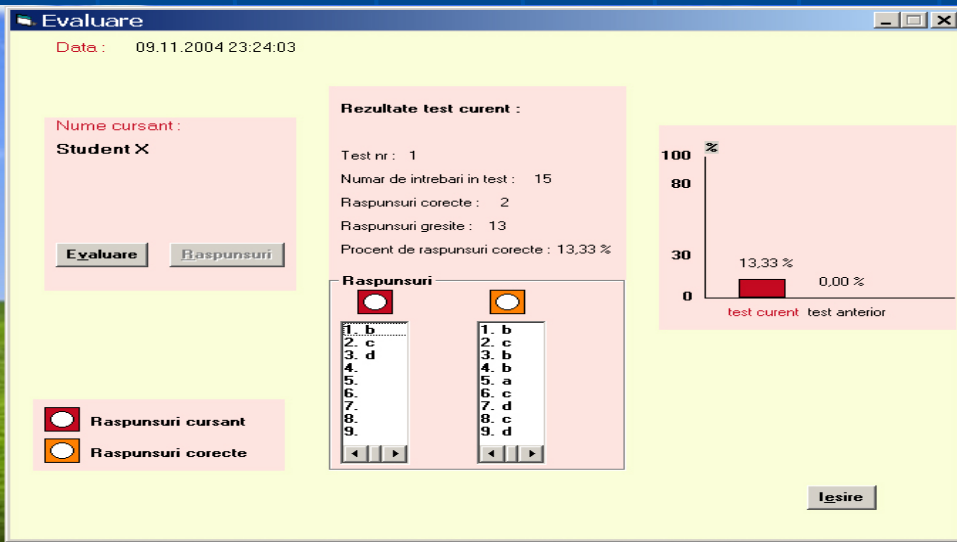 Evaluare
Data : 09.11.2004 23:24:03
Nume cursant :
Student X
Evaluare
Raspunsuri
Rezultate test curent :
Test nr : 1
Numar de intrebari in test : 15
Raspunsuri corecte : 2
Raspunsuri gresite : 13
Procent de raspunsuri corecte : 13,33 %
Raspunsuri
1. b
2. c
3. d
4.
5.
6.
7.
8.
9.
1. b
2. c
3. b
4. b
5. a
6. c
7. d
8. c
9. d
%
100
80
30
0
13,33 %
0,00 %
test curent test anterior
Raspunsuri cursant
Raspunsuri corecte
Iesire